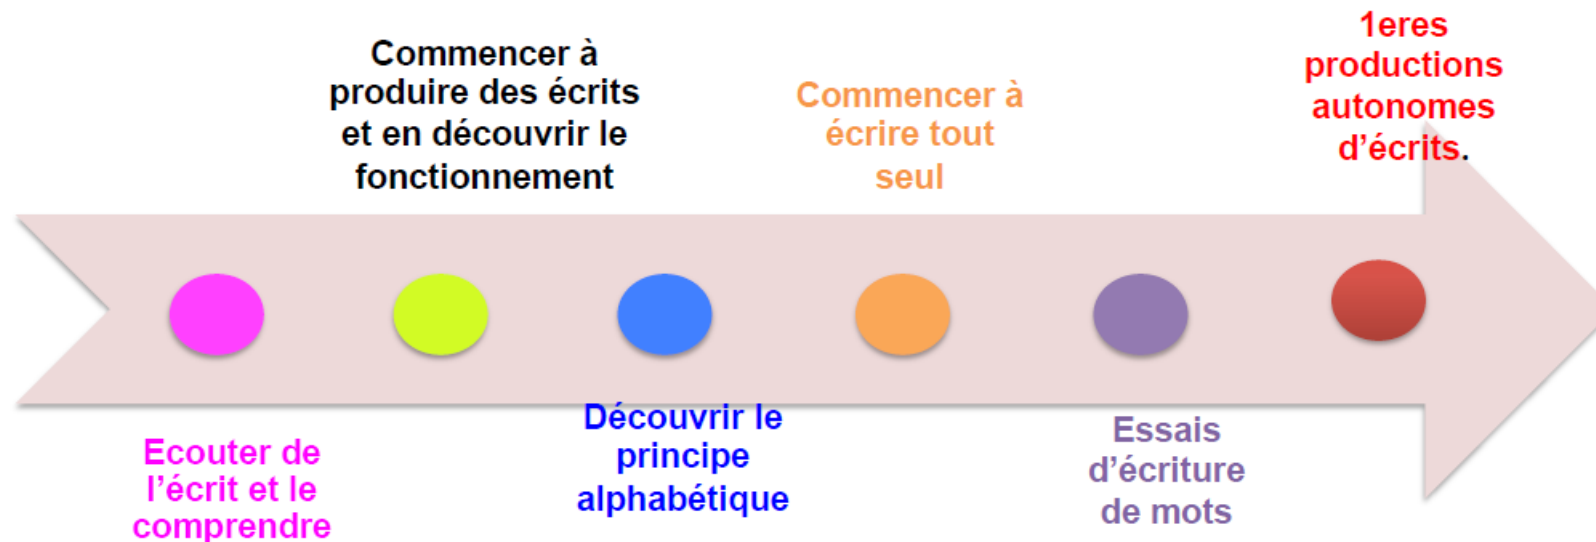 Ecouter de
l’écrit et le
comprendre
Commencer à
produire des écrits
et en découvrir le
fonctionnement
Découvrir le
principe
alphabétique
Commencer à
écrire tout
seul
Essais
d’écriture
de mots
1eres
productions
autonomes
d’écrits.